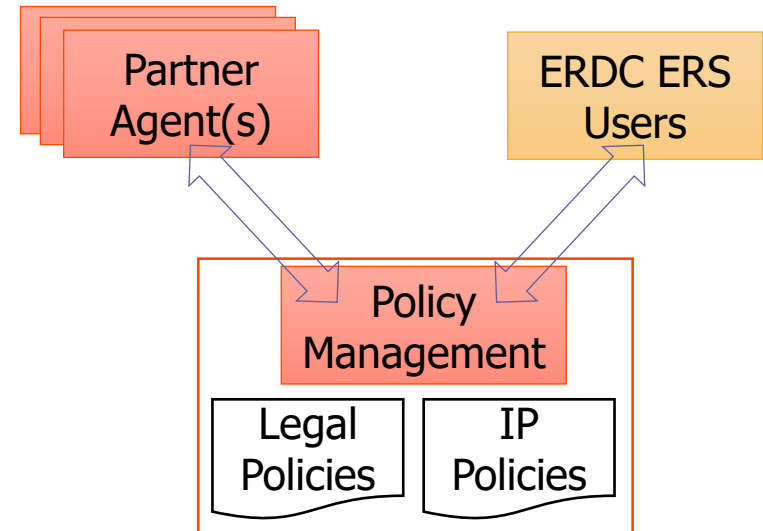 Partner
Agent(s)
ERDC ERS
Users
Policy
Management
Legal
Policies
IP
Policies